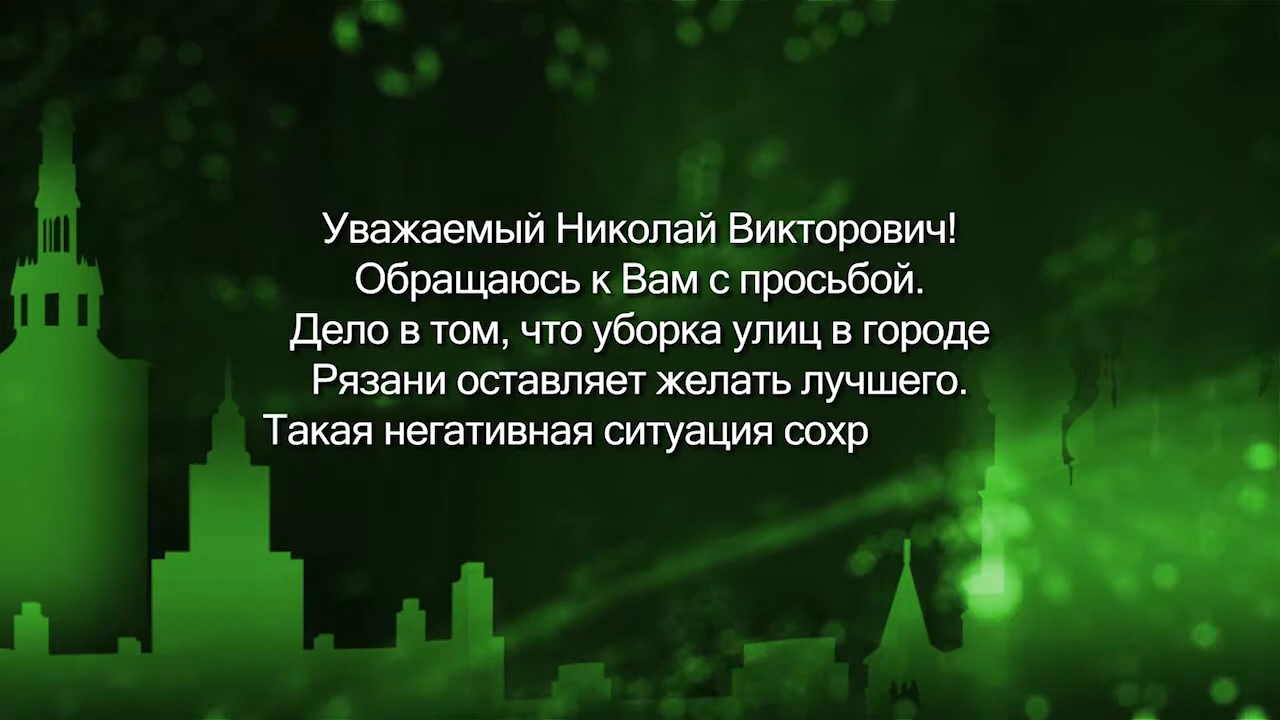 Уважаемый Николай Викторович!
Обращаюсь к Вам с просьбой.
Дело в том, что уборка улиц в городе
Рязани оставляет желать лучшего.
Такая негативная ситуация сохр